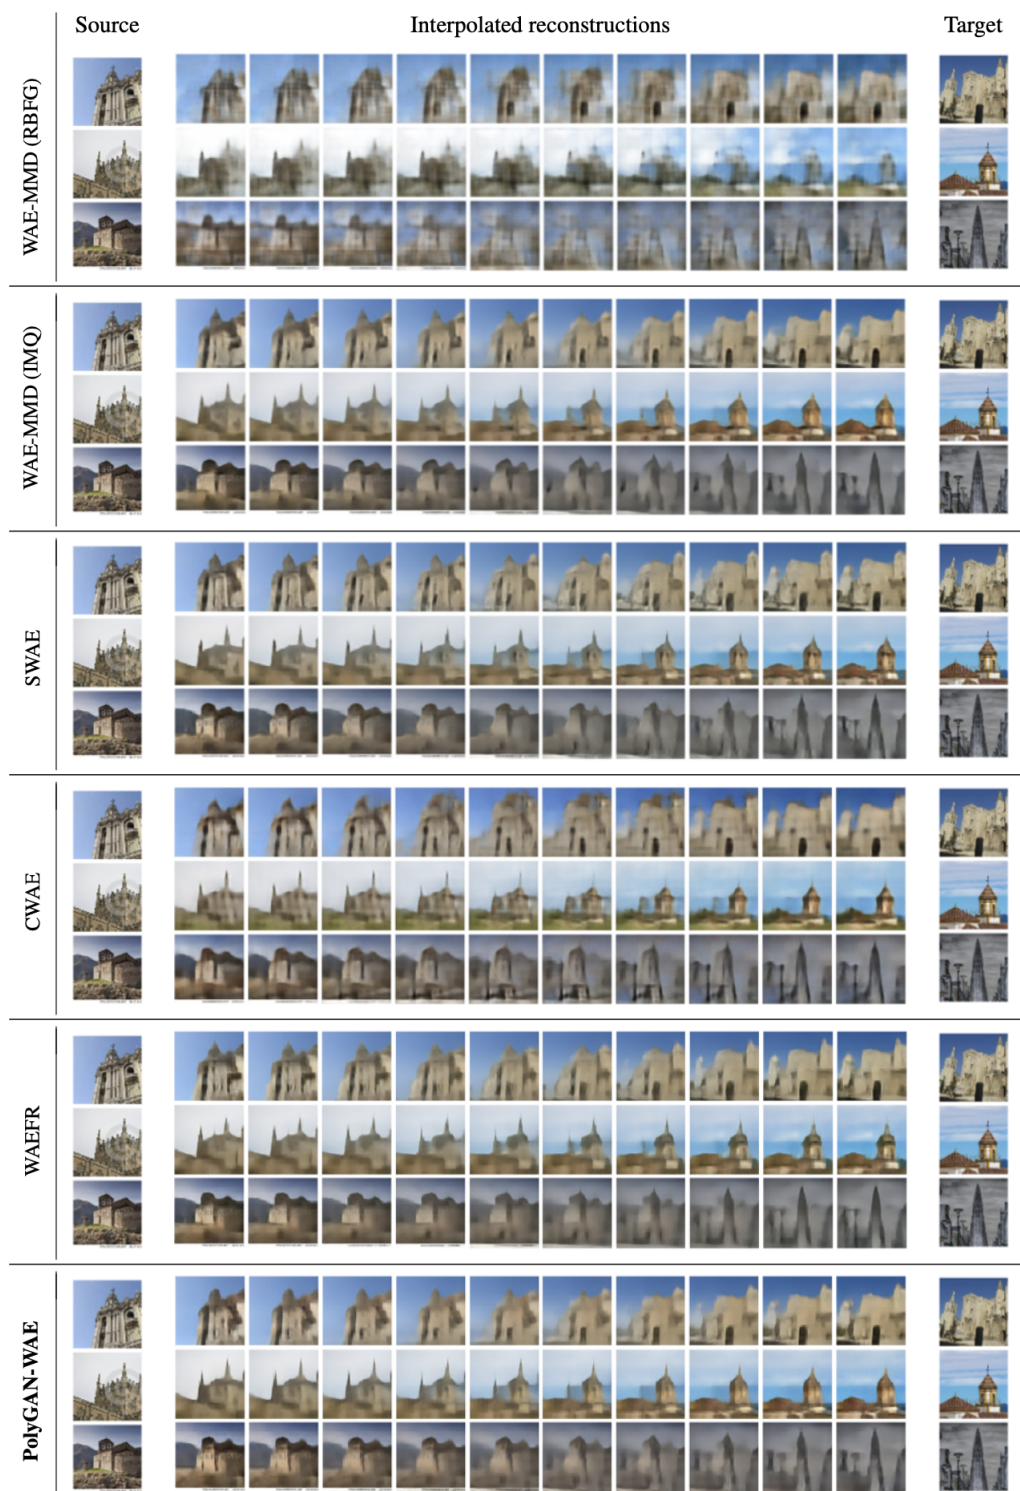 Source Interpolated reconstructions Target
WAE-MMD (RBFG)
WAE-MMD (IMQ)
SWAE
CWAE
WAEFR
PolyGAN-WAE